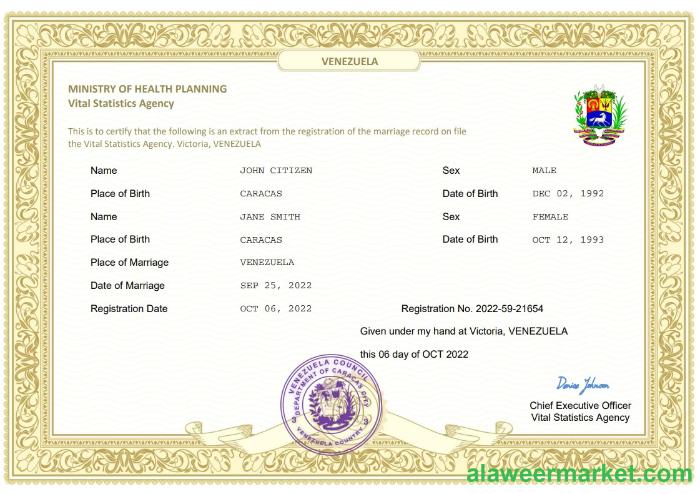 VENEZUELA
MINISTRY OF HEALTH PLANNING
Vital Statistics Agency
This is to certify that the following is an extract from the registration of the marriage record on file
the Vital Statistics Agency. Victoria, VENEZUELA
Name JOHN CITIZEN Sex MALE
Place of Birth CARACAS Date of Birth DEC 02, 1992
Name JANE SMITH Sex FEMALE
Place of Birth CARACAS Date of Birth OCT 12, 1993
Place of Marriage VENEZUELA
Date of Marriage SEP 25, 2022
Registration Date OCT 06, 2022 Registration No. 2022-59-21654
Given under my hand at Victoria, VENEZUELA
this 06 day of OCT 2022
VENEZUELA COUNCIL
DEPARTMENT OF CARACAS CITY
VENEZUELA COUNTRY
Denise Johnson
Chief Executive Officer
Vital Statistics Agency
alaweermarket.com